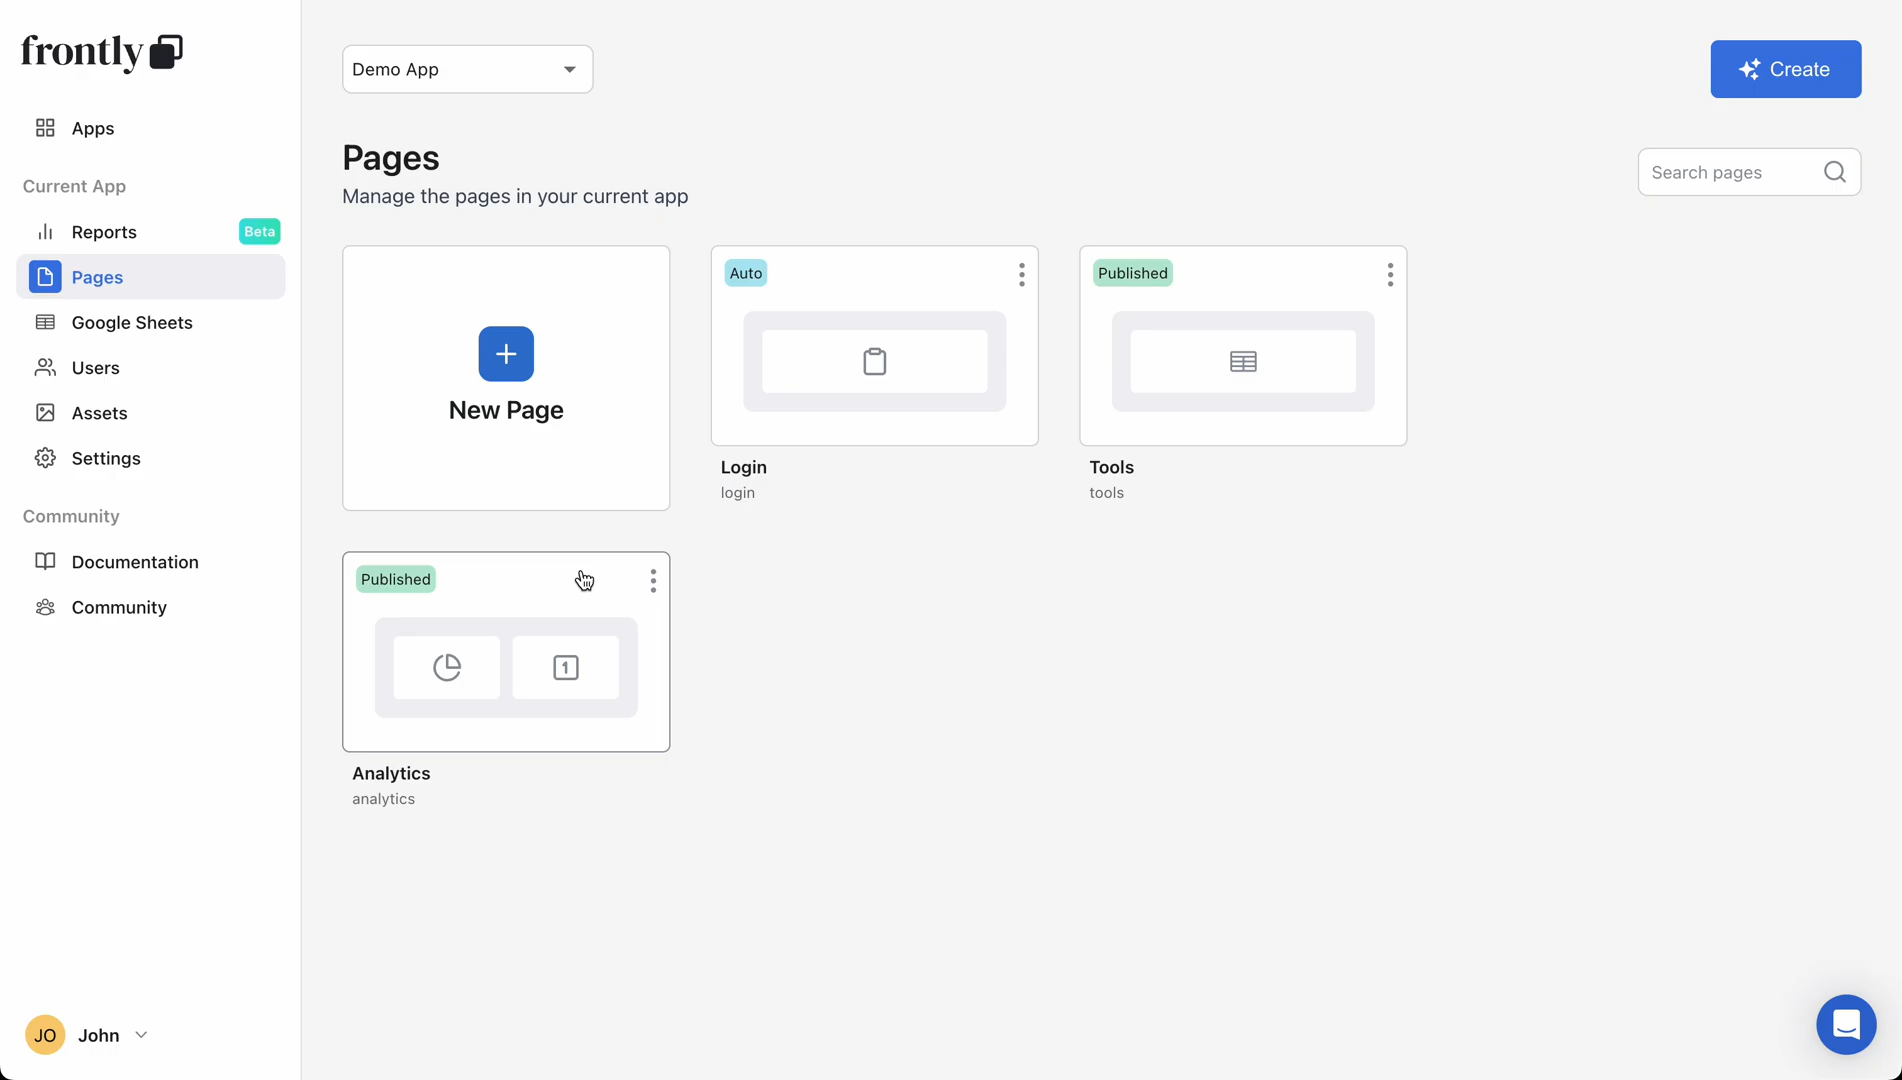 frontly
Apps
Current App
Reports
Beta
Pages
Google Sheets
Users
Assets
Settings
Community
Documentation
Community
JO
John
Demo App
Create
Pages
Manage the pages in your current app
Search pages
New Page
Auto
Login
login
Published
Tools
tools
Published
1
Analytics
analytics